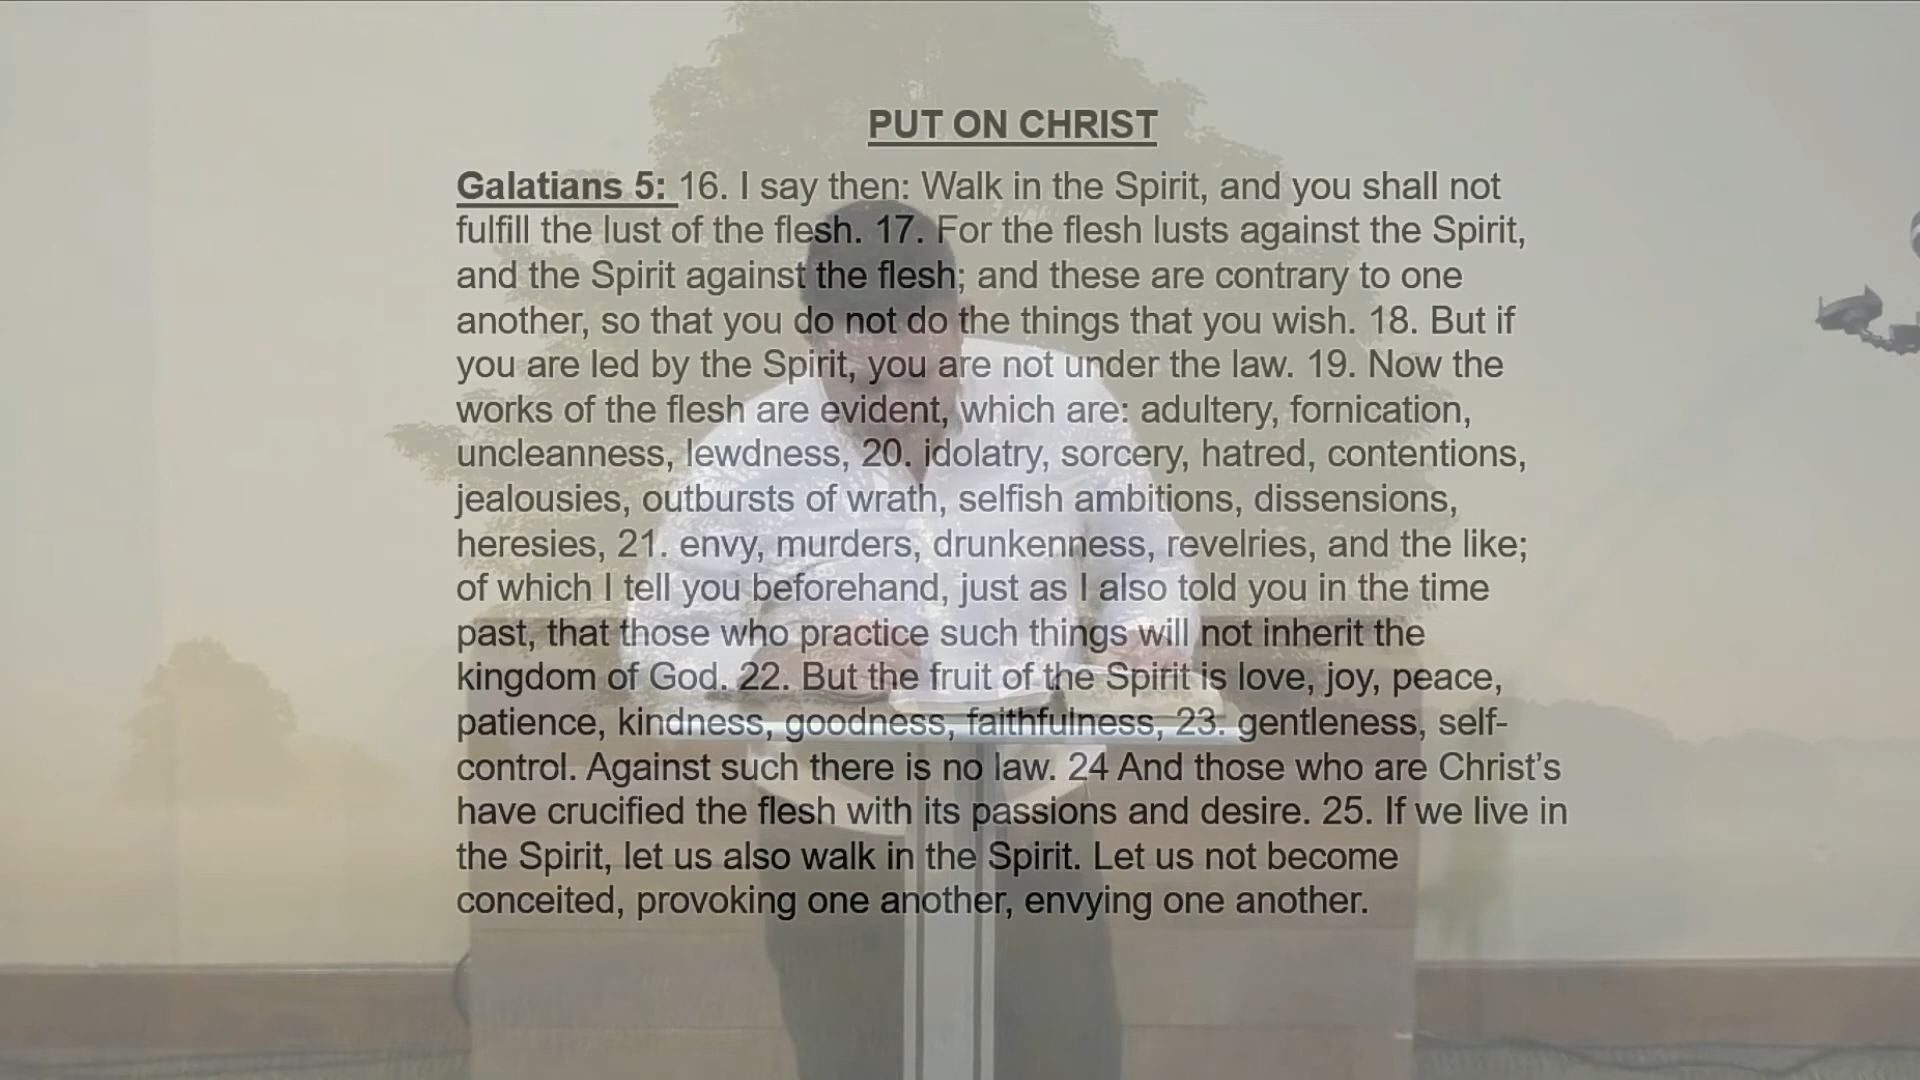 PUT ON CHRIST
Galatians 5: 16. I say then: Walk in the Spirit, and you shall not
fulfill the lust of the flesh. 17. For the flesh lusts against the Spirit,
and the Spirit against the flesh; and these are contrary to one
another, so that you do not do the things that you wish. 18. But if
you are led by the Spirit, you are not under the law. 19. Now the
works of the flesh are evident, which are: adultery, fornication,
uncleanness, lewdness, 20. idolatry, sorcery, hatred, contentions,
jealousies, outbursts of wrath, selfish ambitions, dissensions,
heresies, 21. envy, murders, drunkenness, revelries, and the like;
of which I tell you beforehand, just as I also told you in the time
past, that those who practice such things will not inherit the
kingdom of God. 22. But the fruit of the Spirit is love, joy, peace,
patience, kindness, goodness, faithfulness, 23. gentleness, self-
control. Against such there is no law. 24 And those who are Christ’s
have crucified the flesh with its passions and desire. 25. If we live in
the Spirit, let us also walk in the Spirit. Let us not become
conceited, provoking one another, envying one another.